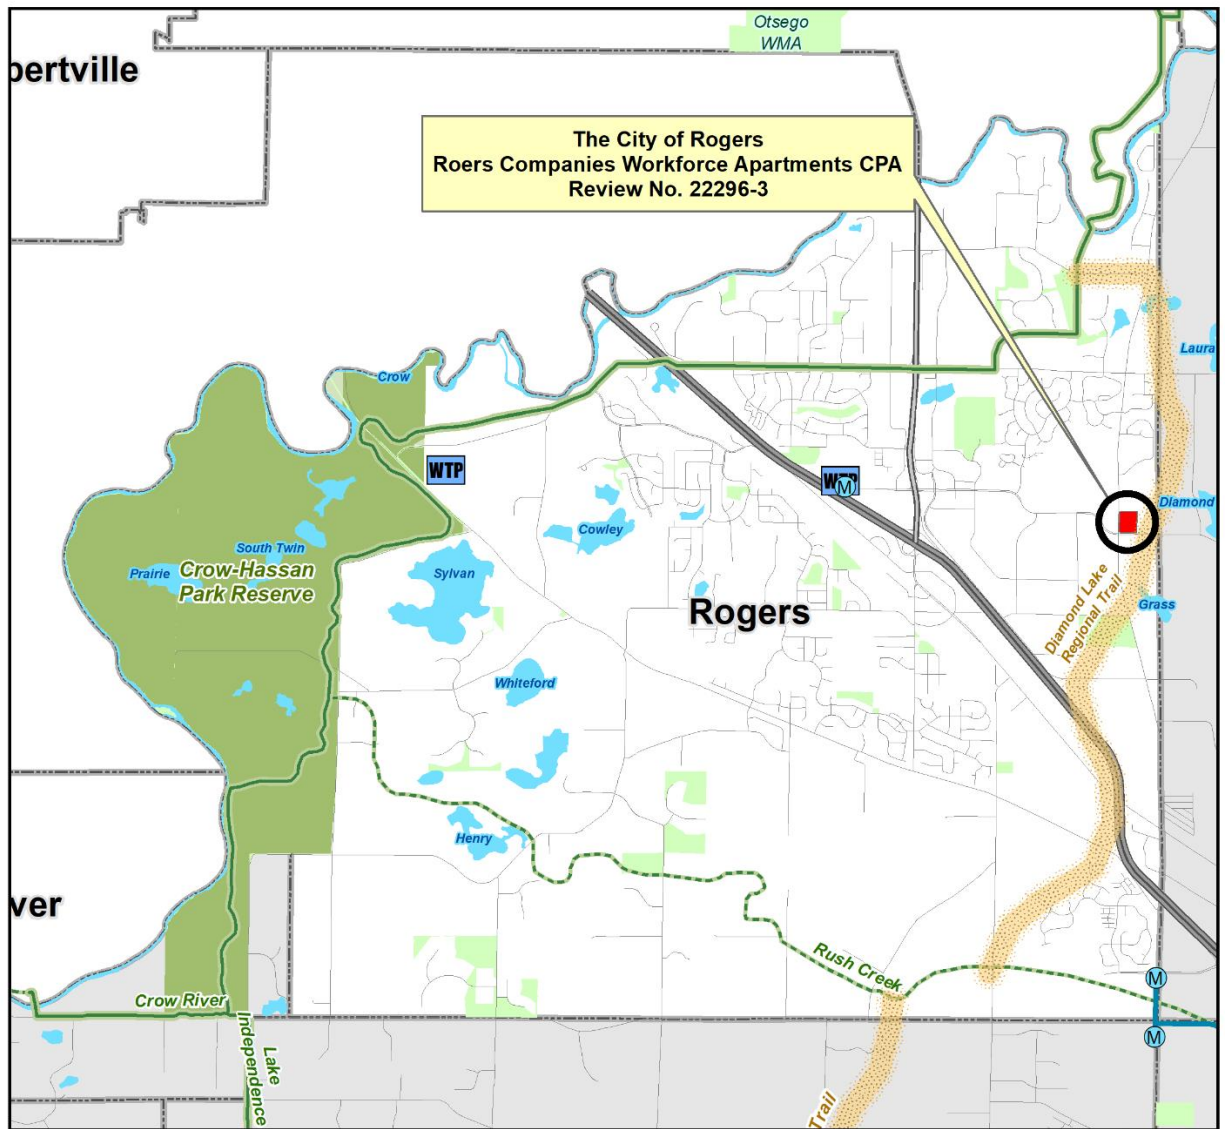 Otsego
WMA
bertville
The City of Rogers
Roers Companies Workforce Apartments CPA
Review No. 22296-3
Laura
Crow
WTP
WTP
M
Diamond
Cowley
South Twin
Prairie
Crow-Hassan
Park Reserve
Sylvan
Rogers
Diamond Lake
Regional Trail
Grass
Whiteford
Henry
ver
Rush Creek
M
Crow River
M
Lake
Independence
Trail